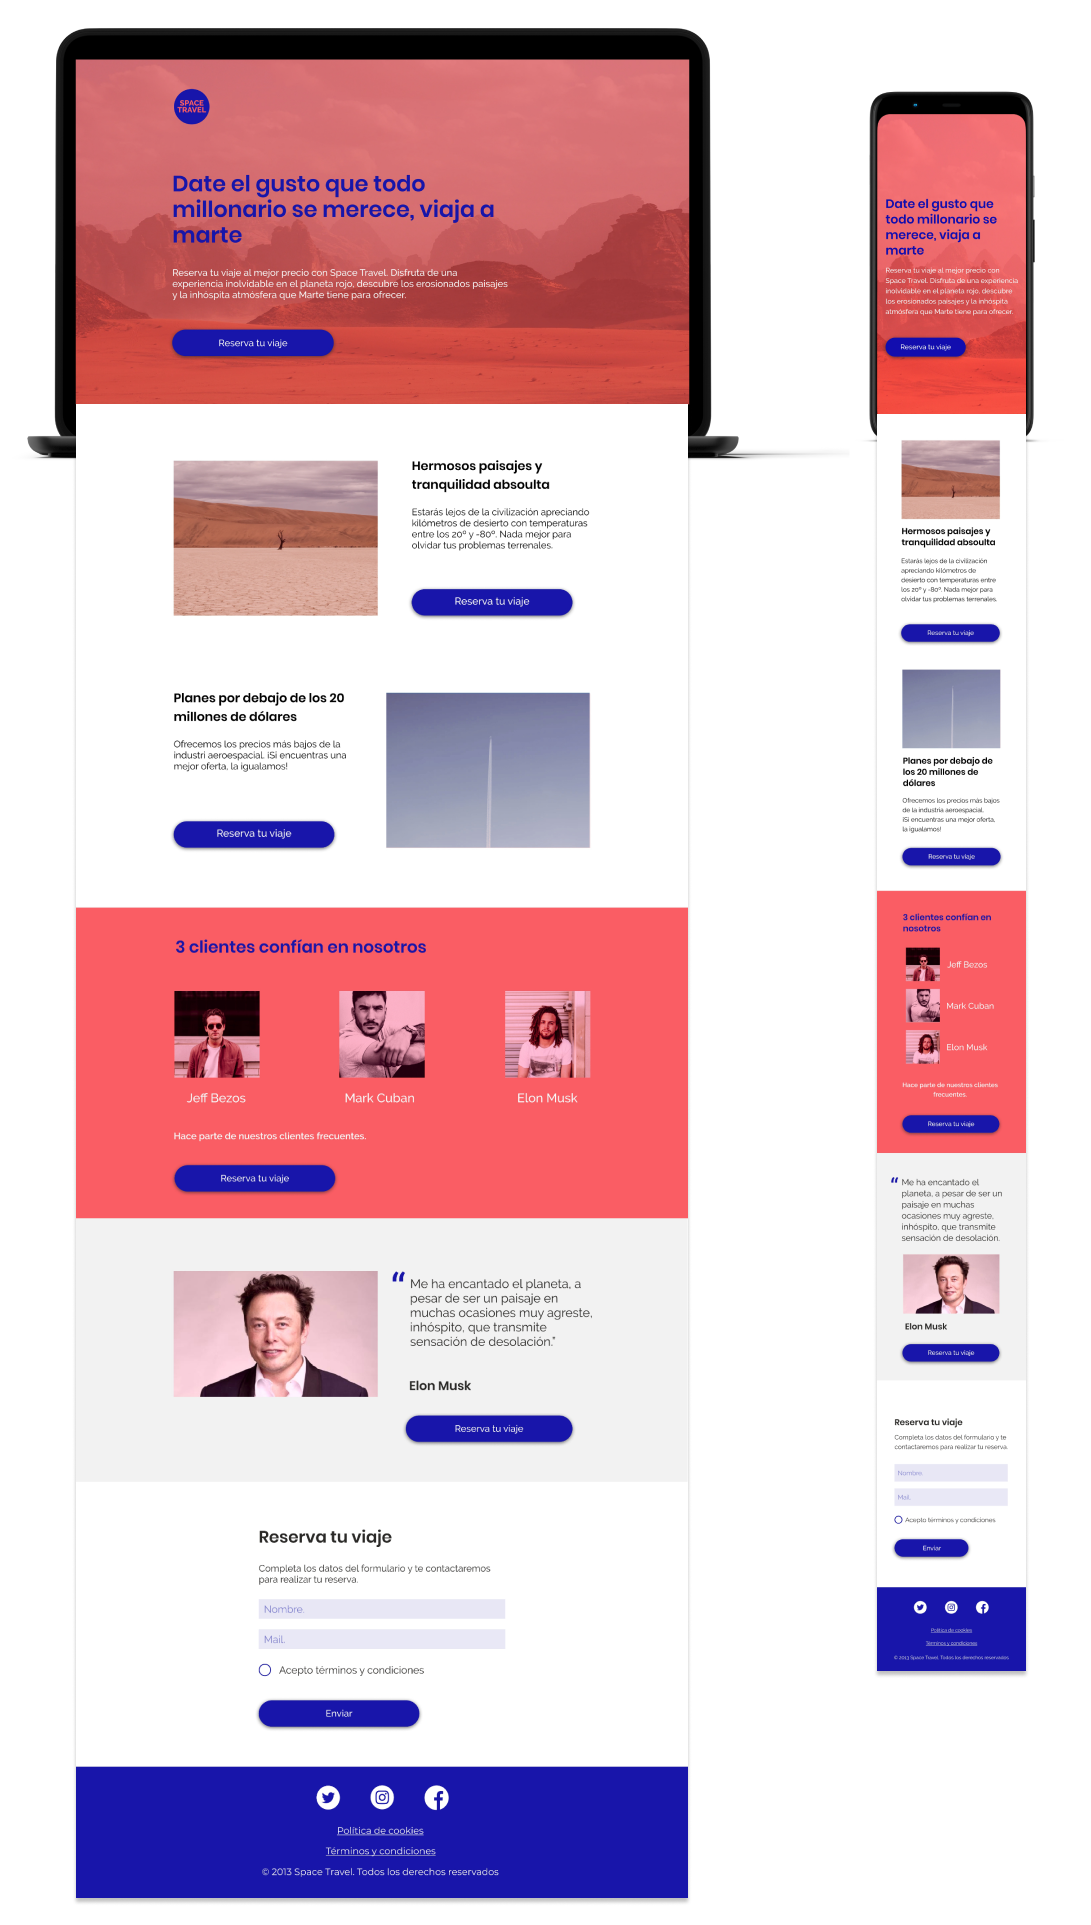 SPACE
TRAVEL
Date el gusto que todo
millonario se merece, viaja a
marte
Reserva tu viaje al mejor precio con Space Travel. Disfruta de una
experiencia inolvidable en el planeta rojo, descubre los erosionados paisajes
y la inhóspita atmósfera que Marte tiene para ofrecer.
Reserva tu viaje
Hermosos paisajes y
tranquilidad absoulta
Estarás lejos de la civilización apreciando
kilómetros de desierto con temperaturas
entre los 20º y -80º. Nada mejor para
olvidar tus problemas terrenales.
Reserva tu viaje
Planes por debajo de los 20
millones de dólares
Ofrecemos los precios más bajos de la
industri aeroespacial. ¡Si encuentras una
mejor oferta, la igualamos!
Reserva tu viaje
3 clientes confían en nosotros
Jeff Bezos
Mark Cuban
Elon Musk
Hace parte de nuestros clientes frecuentes.
Reserva tu viaje
“ Me ha encantado el planeta, a
pesar de ser un paisaje en
muchas ocasiones muy agreste,
inhóspito, que transmite
sensación de desolación.”
Elon Musk
Reserva tu viaje
Reserva tu viaje
Completa los datos del formulario y te contactaremos
para realizar tu reserva.
Nombre.
Mail.
Acepto términos y condiciones
Enviar
Política de cookies
Términos y condiciones
© 2013 Space Travel. Todos los derechos reservados
Date el gusto que
todo millonario se
merece, viaja a
marte
Reserva tu viaje al mejor precio con
Space Travel. Disfruta de una experiencia
inolvidable en el planeta rojo, descubre
los erosionados paisajes y la inhóspita
atmósfera que Marte tiene para ofrecer.
Reserva tu viaje
Hermosos paisajes y
tranquilidad absoulta
Estarás lejos de la civilización
apreciando kilómetros de
desierto con temperaturas entre
los 20º y -80º. Nada mejor para
olvidar tus problemas terrenales.
Reserva tu viaje
Planes por debajo de
los 20 millones de
dólares
Ofrecemos los precios más bajos
de la industria aeroespacial.
¡Si encuentras una mejor oferta,
la igualamos!
Reserva tu viaje
3 clientes confían en
nosotros
Jeff Bezos
Mark Cuban
Elon Musk
Hace parte de nuestros clientes
frecuentes.
Reserva tu viaje
“ Me ha encantado el
planeta, a pesar de ser un
paisaje en muchas
ocasiones muy agreste,
inhóspito, que transmite
sensación de desolación.
Elon Musk
Reserva tu viaje
Reserva tu viaje
Completa los datos del formulario y te
contactaremos para realizar tu reserva.
Nombre.
Mail.
Acepto términos y condiciones
Enviar
Política de cookies
Términos y condiciones
© 2013 Space Travel. Todos los derechos reservados